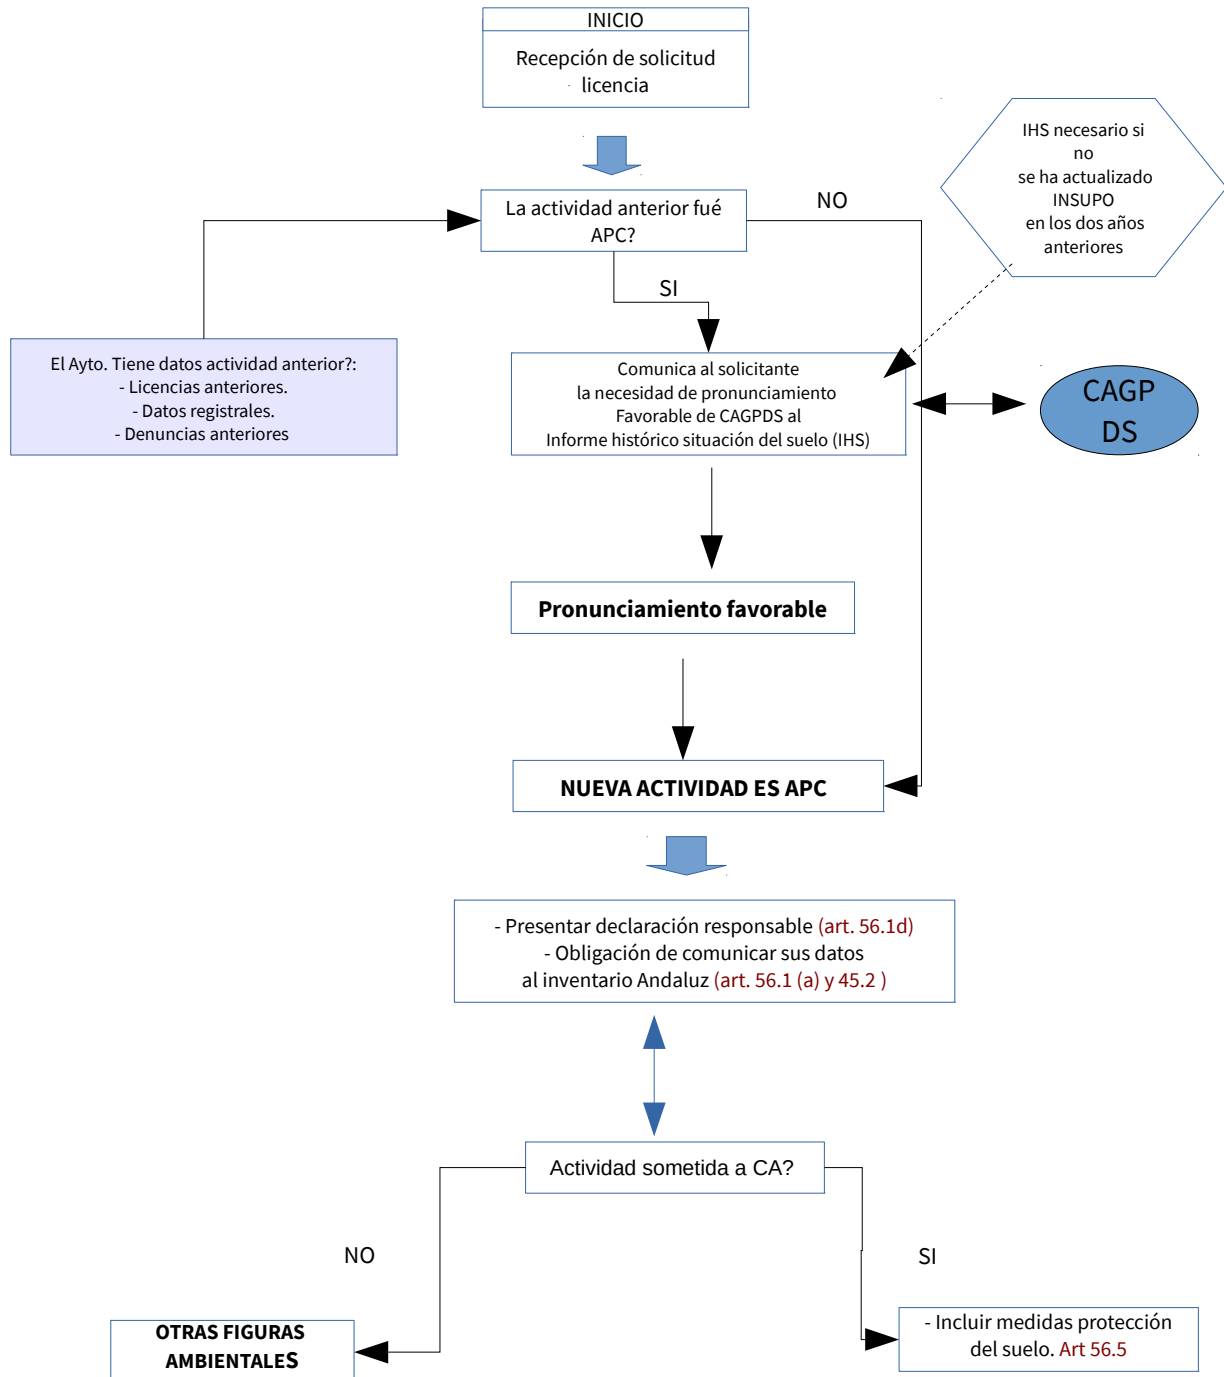 INICIO
Recepción de solicitud
licencia
IHS necesario si
no
se ha actualizado
INSUPO
en los dos años
anteriores
La actividad anterior fué
APC?
NO
SI
El Ayto. Tiene datos actividad anterior?:
- Licencias anteriores.
- Datos registrales.
- Denuncias anteriores
Comunica al solicitante
la necesidad de pronunciamiento
Favorable de CAGPDS al
Informe histórico situación del suelo (IHS)
CAGP
DS
Pronunciamiento favorable
NUEVA ACTIVIDAD ES APC
- Presentar declaración responsable (art. 56.1d)
- Obligación de comunicar sus datos
al inventario Andaluz (art. 56.1 (a) y 45.2 )
Actividad sometida a CA?
NO
SI
OTRAS FIGURAS
AMBIENTALES
- Incluir medidas protección
del suelo. Art 56.5